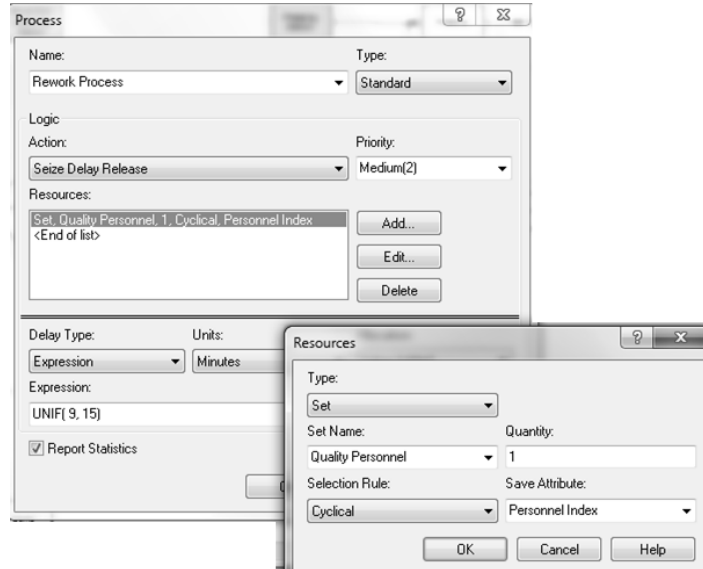 Process
Name: Type:
Rework Process Standard
Logic
Action: Priority:
Seize Delay Release Medium(2)
Resources:
Set, Quality Personnel, 1, Cyclical, Personnel Index
<End of list>
Add...
Edit...
Delete
Delay Type: Units:
Expression Minutes
Expression:
UNIF( 9, 15)
Report Statistics
Resources
Type:
Set
Set Name: Quantity:
Quality Personnel 1
Selection Rule: Save Attribute:
Cyclical Personnel Index
OK Cancel Help